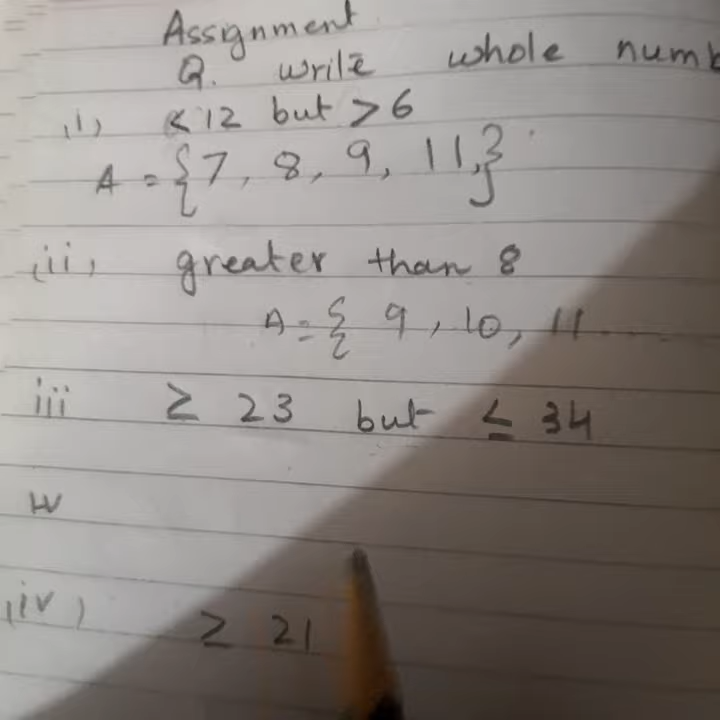 Assignment
Q. write whole numb
(i) < 12 but > 6
A = {7, 8, 9, 11,}
(ii) greater than 8
A = { 9, 10, 11 ....
iii ≥ 23 but ≤ 34
iv
(iv) ≥ 21